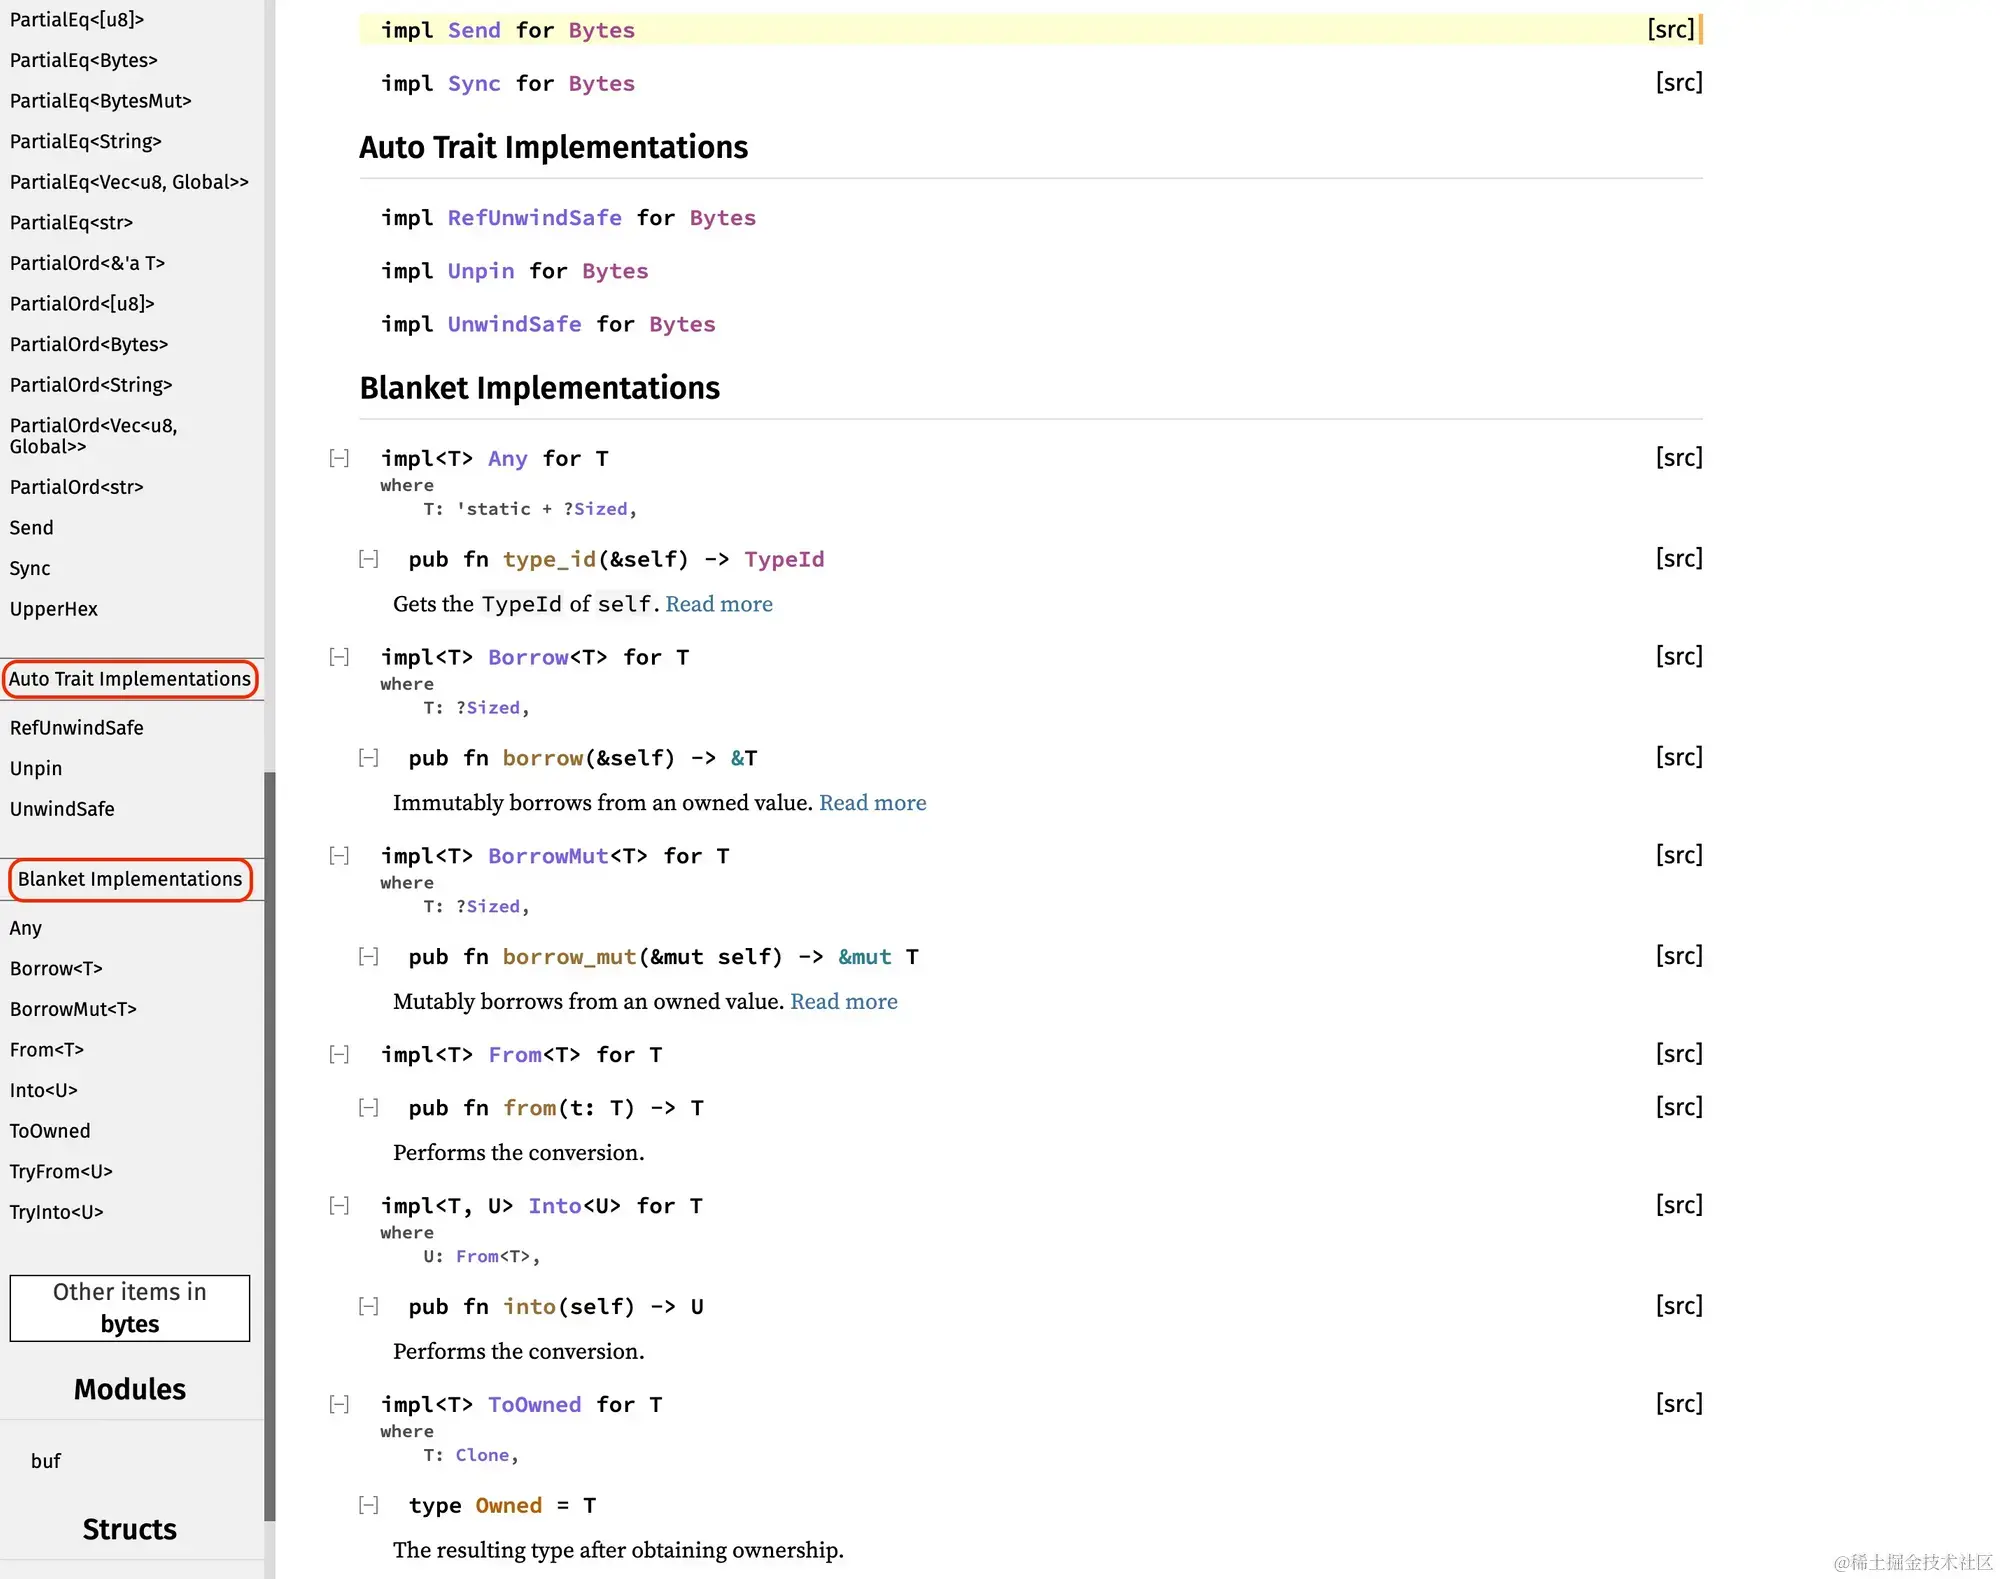 PartialEq<[u8]>
PartialEq<Bytes>
PartialEq<BytesMut>
PartialEq<String>
PartialEq<Vec<u8, Global>>
PartialEq<str>
PartialOrd<&'a T>
PartialOrd<[u8]>
PartialOrd<Bytes>
PartialOrd<String>
PartialOrd<Vec<u8,
Global>>
PartialOrd<str>
Send
Sync
UpperHex
Auto Trait Implementations
RefUnwindSafe
Unpin
UnwindSafe
Blanket Implementations
Any
Borrow<T>
BorrowMut<T>
From<T>
Into<U>
ToOwned
TryFrom<U>
TryInto<U>
Other items in
bytes
Modules
buf
Structs
impl Send for Bytes [src]
impl Sync for Bytes [src]
Auto Trait Implementations
impl RefUnwindSafe for Bytes
impl Unpin for Bytes
impl UnwindSafe for Bytes
Blanket Implementations
[−] impl<T> Any for T [src]
where
T: 'static + ?Sized,
[−] pub fn type_id(&self) -> TypeId [src]
Gets the TypeId of self. Read more
[−] impl<T> Borrow<T> for T [src]
where
T: ?Sized,
[−] pub fn borrow(&self) -> &T [src]
Immutably borrows from an owned value. Read more
[−] impl<T> BorrowMut<T> for T [src]
where
T: ?Sized,
[−] pub fn borrow_mut(&mut self) -> &mut T [src]
Mutably borrows from an owned value. Read more
[−] impl<T> From<T> for T [src]
[−] pub fn from(t: T) -> T [src]
Performs the conversion.
[−] impl<T, U> Into<U> for T [src]
where
U: From<T>,
[−] pub fn into(self) -> U [src]
Performs the conversion.
[−] impl<T> ToOwned for T [src]
where
T: Clone,
[−] type Owned = T
The resulting type after obtaining ownership.
@稀土掘金技术社区